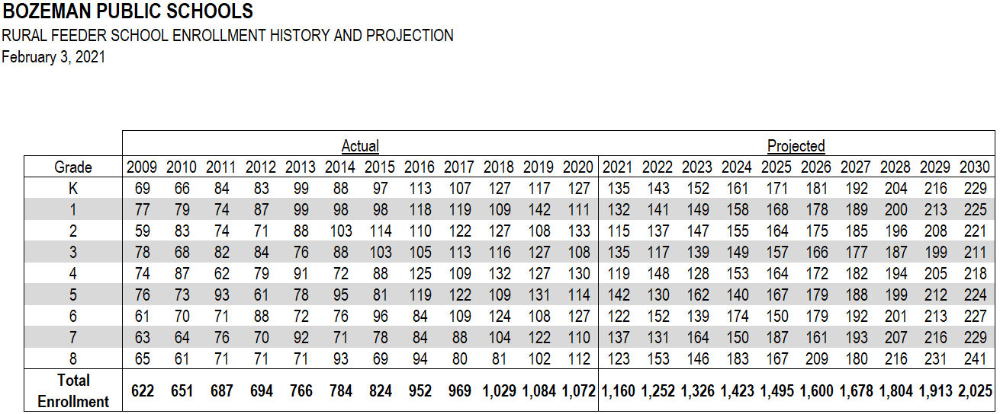 BOZEMAN PUBLIC SCHOOLS
RURAL FEEDER SCHOOL ENROLLMENT HISTORY AND PROJECTION
February 3, 2021
Actual Projected
Grade 2009 2010 2011 2012 2013 2014 2015 2016 2017 2018 2019 2020 2021 2022 2023 2024 2025 2026 2027 2028 2029 2030
K 69 66 84 83 99 88 97 113 107 127 117 127 135 143 152 161 171 181 192 204 216 229
1 77 79 74 87 99 98 98 118 119 109 142 111 132 141 149 158 168 178 189 200 213 225
2 59 83 74 71 88 103 114 110 122 127 108 133 115 137 147 155 164 175 185 196 208 221
3 78 68 82 84 76 88 103 105 113 116 127 108 135 117 139 149 157 166 177 187 199 211
4 74 87 62 79 91 72 88 125 109 132 127 130 119 148 128 153 164 172 182 194 205 218
5 76 73 93 61 78 95 81 119 122 109 131 114 142 130 162 140 167 179 188 199 212 224
6 61 70 71 88 72 76 96 84 109 124 108 127 122 152 139 174 150 179 192 201 213 227
7 63 64 76 70 92 71 78 84 88 104 122 110 137 131 164 150 187 161 193 207 216 229
8 65 61 71 71 71 93 69 94 80 81 102 112 123 153 146 183 167 209 180 216 231 241
Total
Enrollment 622 651 687 694 766 784 824 952 969 1,029 1,084 1,072 1,160 1,252 1,326 1,423 1,495 1,600 1,678 1,804 1,913 2,025